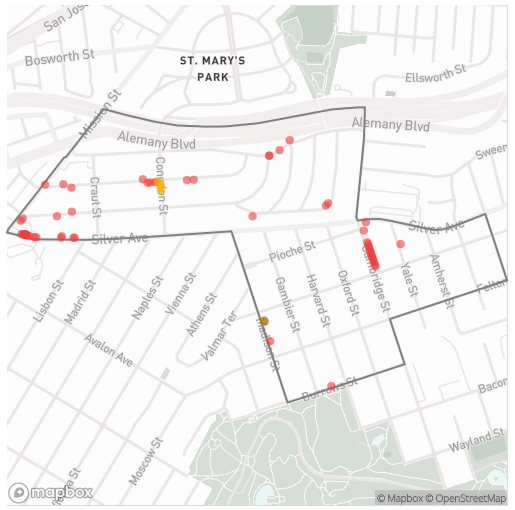 San Jos
Bosworth St
ST. MARY'S
PARK
Ellsworth St
Mission St
Alemany Blvd
Alemany Blvd
Sween
Congdon St
Craut St
Silver Ave
Silver Ave
Pioche St
Cambridge St
Yale St
Amherst St
Felton
Lisbon St
Madrid St
Naples St
Vienna St
Athens St
Valmar Ter
Gambier St
Harvard St
Oxford St
Madison St
Avalon Ave
Burrows St
Bacon
Wayland St
Moscow St
mapbox
© Mapbox © OpenStreetMap